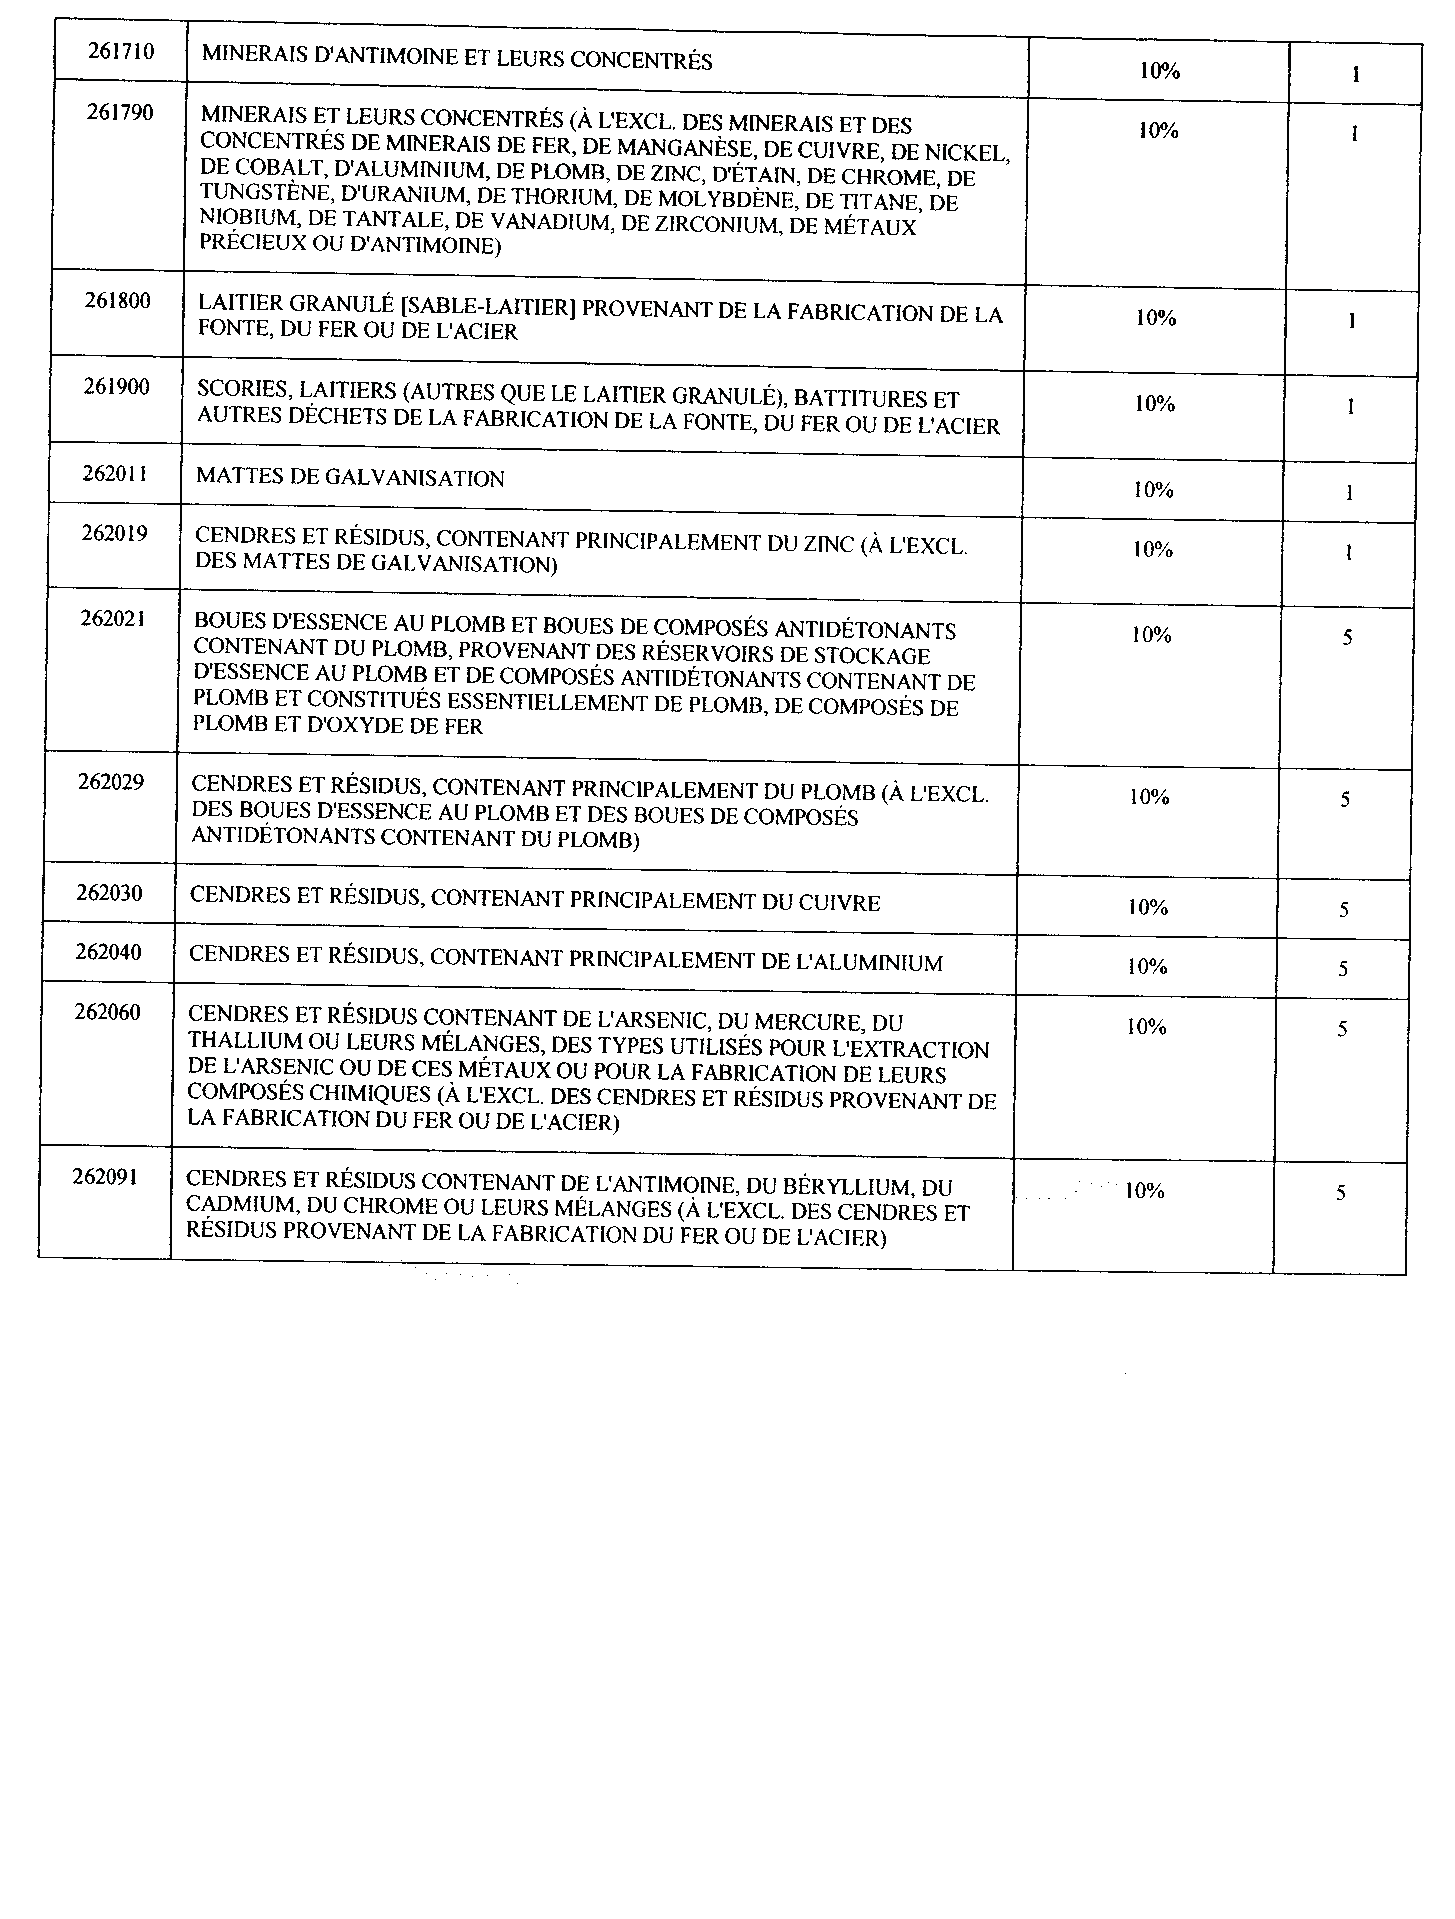 261710 MINERAIS D'ANTIMOINE ET LEURS CONCENTRÉS 10% 1
261790 MINERAIS ET LEURS CONCENTRÉS (À L'EXCL. DES MINERAIS ET DES 10% 1
CONCENTRÉS DE MINERAIS DE FER, DE MANGANÈSE, DE CUIVRE, DE NICKEL,
DE COBALT, D'ALUMINIUM, DE PLOMB, DE ZINC, D'ÉTAIN, DE CHROME, DE
TUNGSTÈNE, D'URANIUM, DE THORIUM, DE MOLYBDÈNE, DE TITANE, DE
NIOBIUM, DE TANTALE, DE VANADIUM, DE ZIRCONIUM, DE MÉTAUX
PRÉCIEUX OU D'ANTIMOINE)
261800 LAITIER GRANULÉ [SABLE-LAITIER] PROVENANT DE LA FABRICATION DE LA 10% 1
FONTE, DU FER OU DE L'ACIER
261900 SCORIES, LAITIERS (AUTRES QUE LE LAITIER GRANULÉ), BATTITURES ET 10% 1
AUTRES DÉCHETS DE LA FABRICATION DE LA FONTE, DU FER OU DE L'ACIER
262011 MATTES DE GALVANISATION 10% 1
262019 CENDRES ET RÉSIDUS, CONTENANT PRINCIPALEMENT DU ZINC (À L'EXCL. 10% 1
DES MATTES DE GALVANISATION)
262021 BOUES D'ESSENCE AU PLOMB ET BOUES DE COMPOSÉS ANTIDÉTONANTS 10% 5
CONTENANT DU PLOMB, PROVENANT DES RÉSERVOIRS DE STOCKAGE
D'ESSENCE AU PLOMB ET DE COMPOSÉS ANTIDÉTONANTS CONTENANT DE
PLOMB ET CONSTITUÉS ESSENTIELLEMENT DE PLOMB, DE COMPOSÉS DE
PLOMB ET D'OXYDE DE FER
262029 CENDRES ET RÉSIDUS, CONTENANT PRINCIPALEMENT DU PLOMB (À L'EXCL. 10% 5
DES BOUES D'ESSENCE AU PLOMB ET DES BOUES DE COMPOSÉS
ANTIDÉTONANTS CONTENANT DU PLOMB)
262030 CENDRES ET RÉSIDUS, CONTENANT PRINCIPALEMENT DU CUIVRE 10% 5
262040 CENDRES ET RÉSIDUS, CONTENANT PRINCIPALEMENT DE L'ALUMINIUM 10% 5
262060 CENDRES ET RÉSIDUS CONTENANT DE L'ARSENIC, DU MERCURE, DU 10% 5
THALLIUM OU LEURS MÉLANGES, DES TYPES UTILISÉS POUR L'EXTRACTION
DE L'ARSENIC OU DE CES MÉTAUX OU POUR LA FABRICATION DE LEURS
COMPOSÉS CHIMIQUES (À L'EXCL. DES CENDRES ET RÉSIDUS PROVENANT DE
LA FABRICATION DU FER OU DE L'ACIER)
262091 CENDRES ET RÉSIDUS CONTENANT DE L'ANTIMOINE, DU BÉRYLLIUM, DU 10% 5
CADMIUM, DU CHROME OU LEURS MÉLANGES (À L'EXCL. DES CENDRES ET
RÉSIDUS PROVENANT DE LA FABRICATION DU FER OU DE L'ACIER)